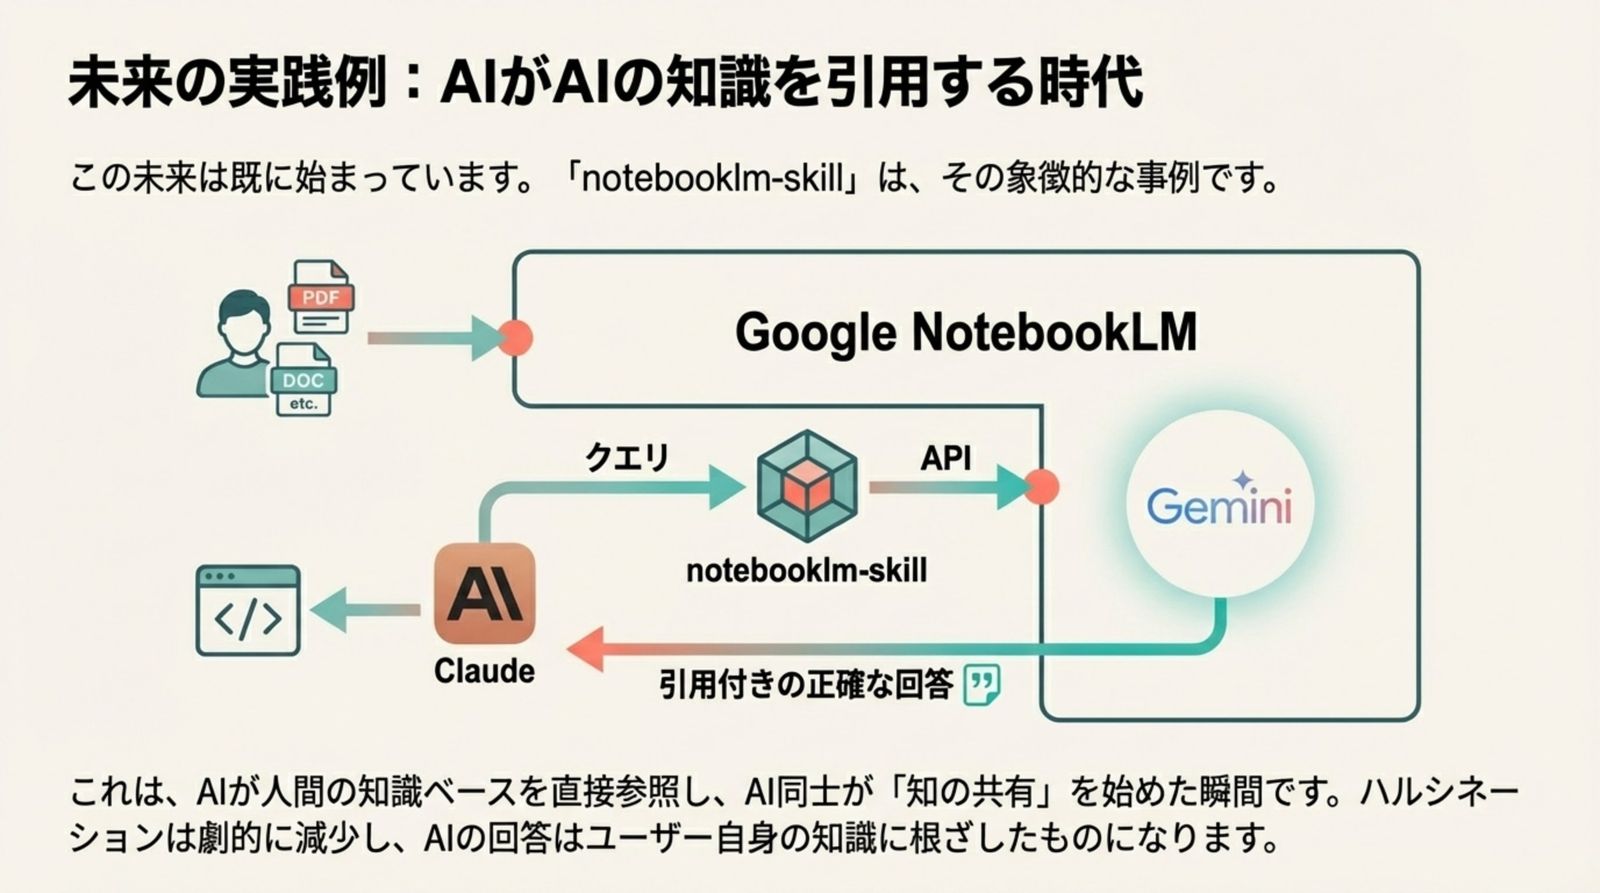 未来の実践例：AIがAIの知識を引用する時代
この未来は既に始まっています。「notebooklm-skill」は、その象徴的な事例です。
PDF
DOC
etc.
Google NotebookLM
クエリ
API
Gemini
notebooklm-skill
</>
AI
Claude
引用付きの正確な回答
これは、AIが人間の知識ベースを直接参照し、AI同士が「知の共有」を始めた瞬間です。ハルシネー
ションは劇的に減少し、AIの回答はユーザー自身の知識に根ざしたものになります。